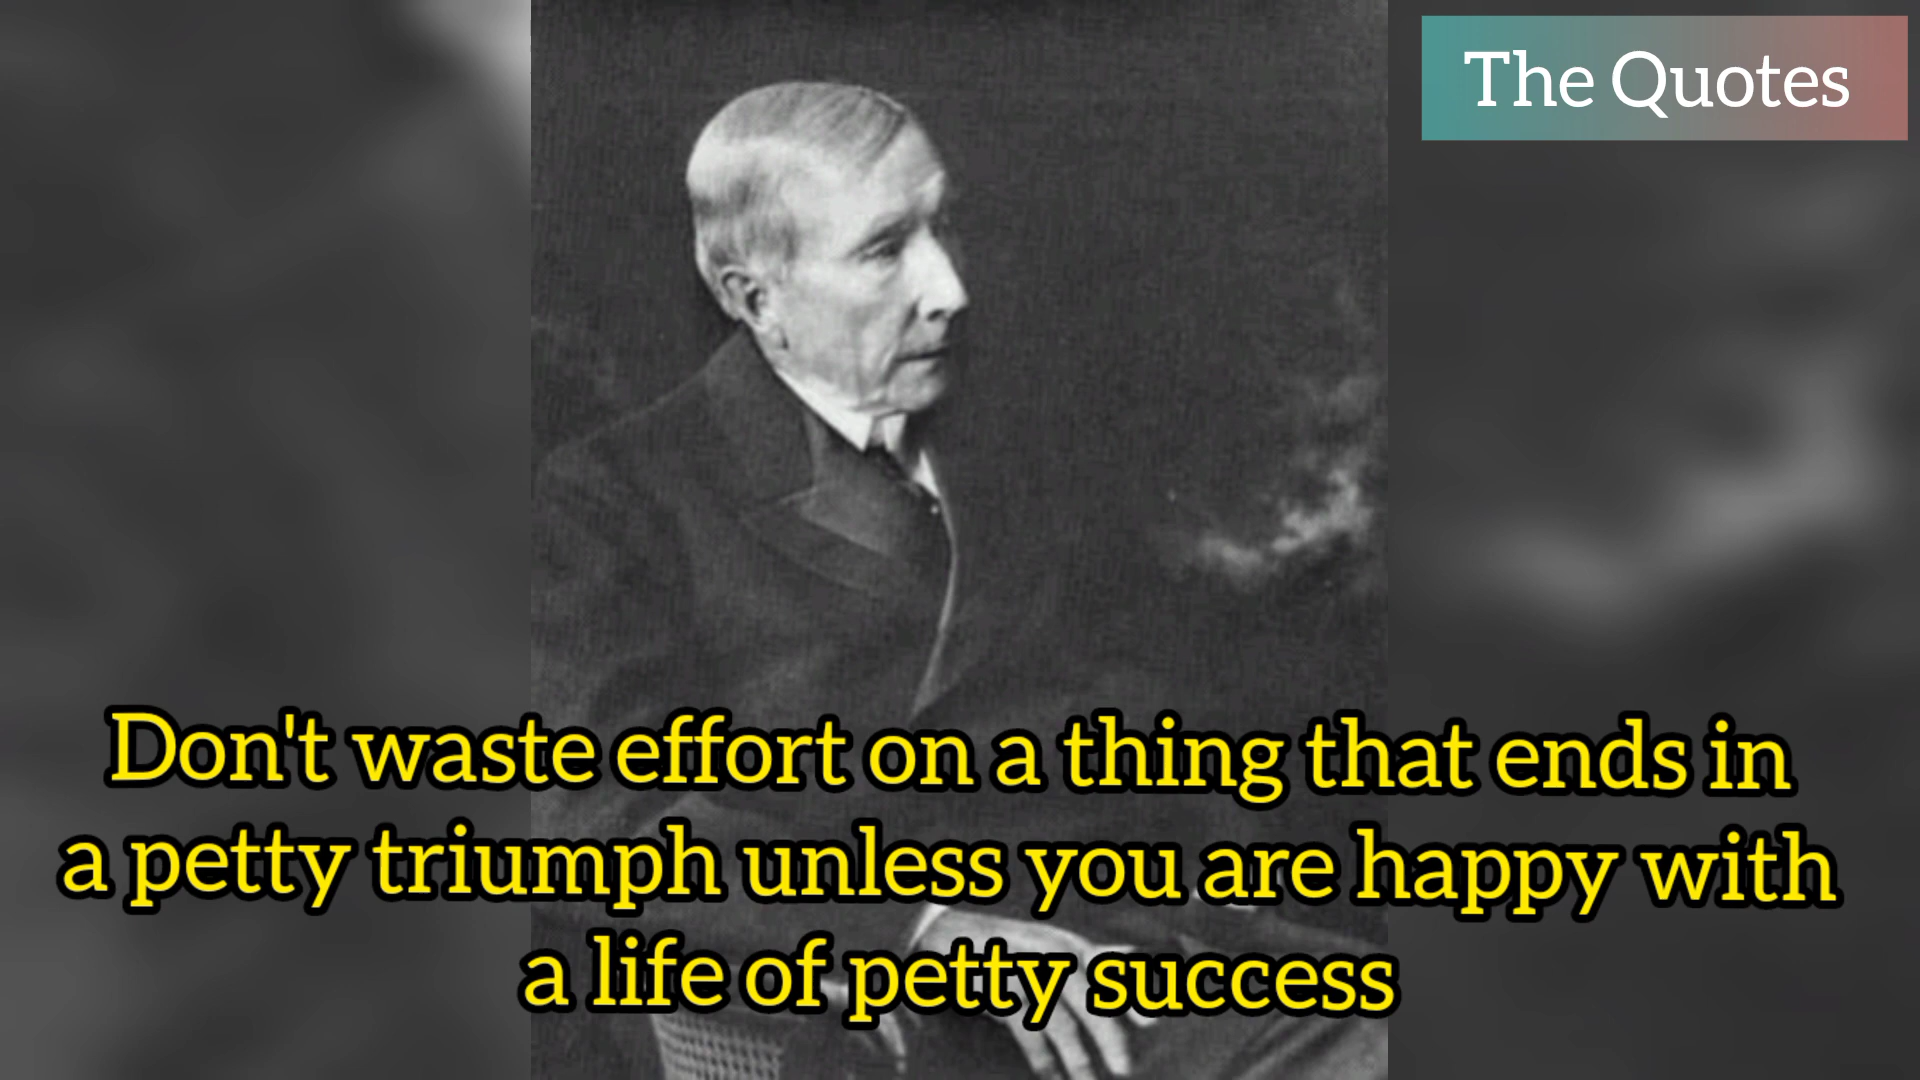 The Quotes
Don't waste effort on a thing that ends in
a petty triumph unless you are happy with
a life of petty success